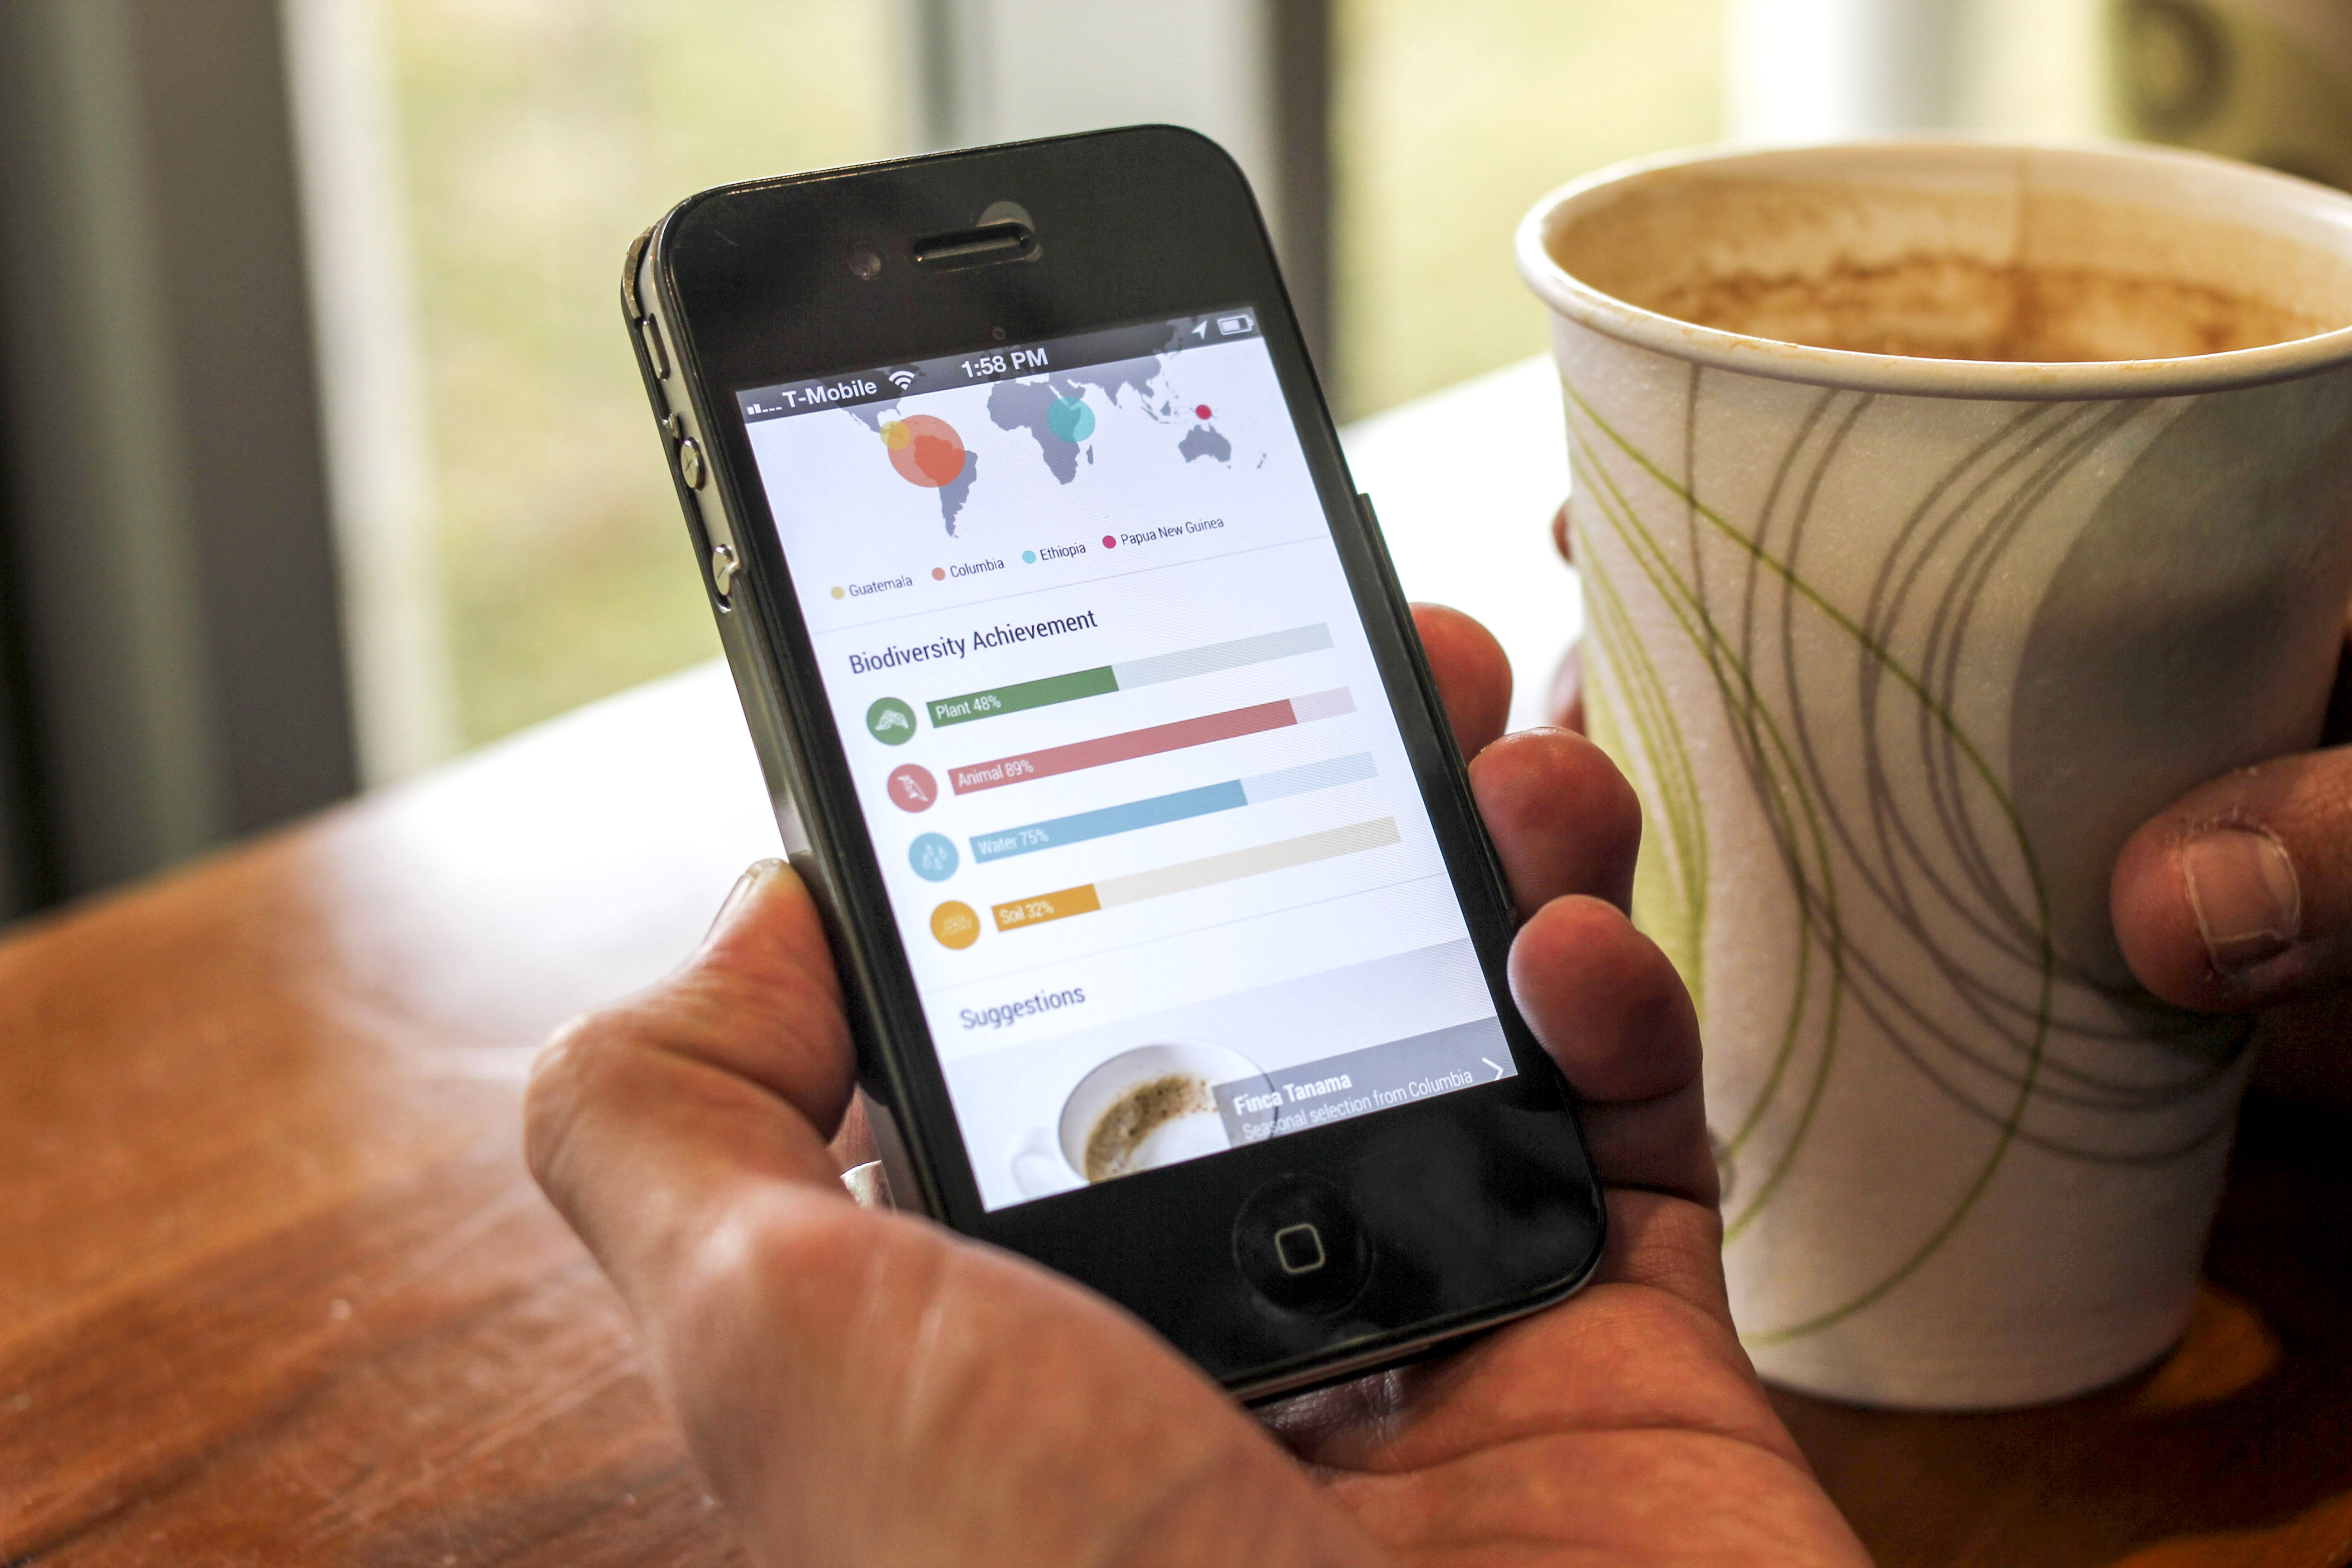 T-Mobile 1:58 PM
Guatemala Columbia Ethiopia Papua New Guinea
Biodiversity Achievement
Plant 48%
Animal 89%
Water 75%
Soil 32%
Suggestions
Finca Tanama
Seasonal selection from Columbia